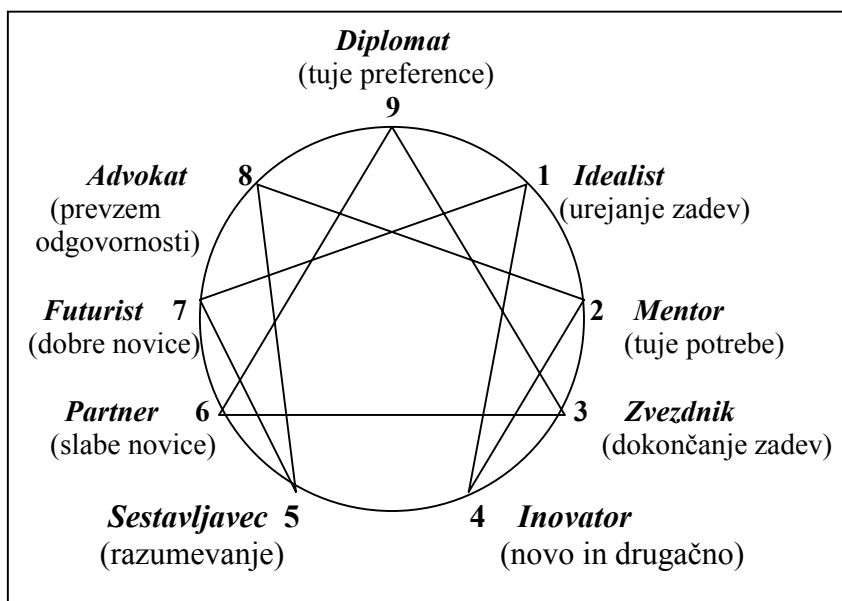 Diplomat
(tuje preference)
9
Advokat 8
(prevzem
odgovornosti)
1 Idealist
(urejanje zadev)
Futurist 7
(dobre novice)
2 Mentor
(tuje potrebe)
Partner 6
(slabe novice)
3 Zvezdnik
(dokončanje zadev)
Sestavljavec 5
(razumevanje)
4 Inovator
(novo in drugačno)